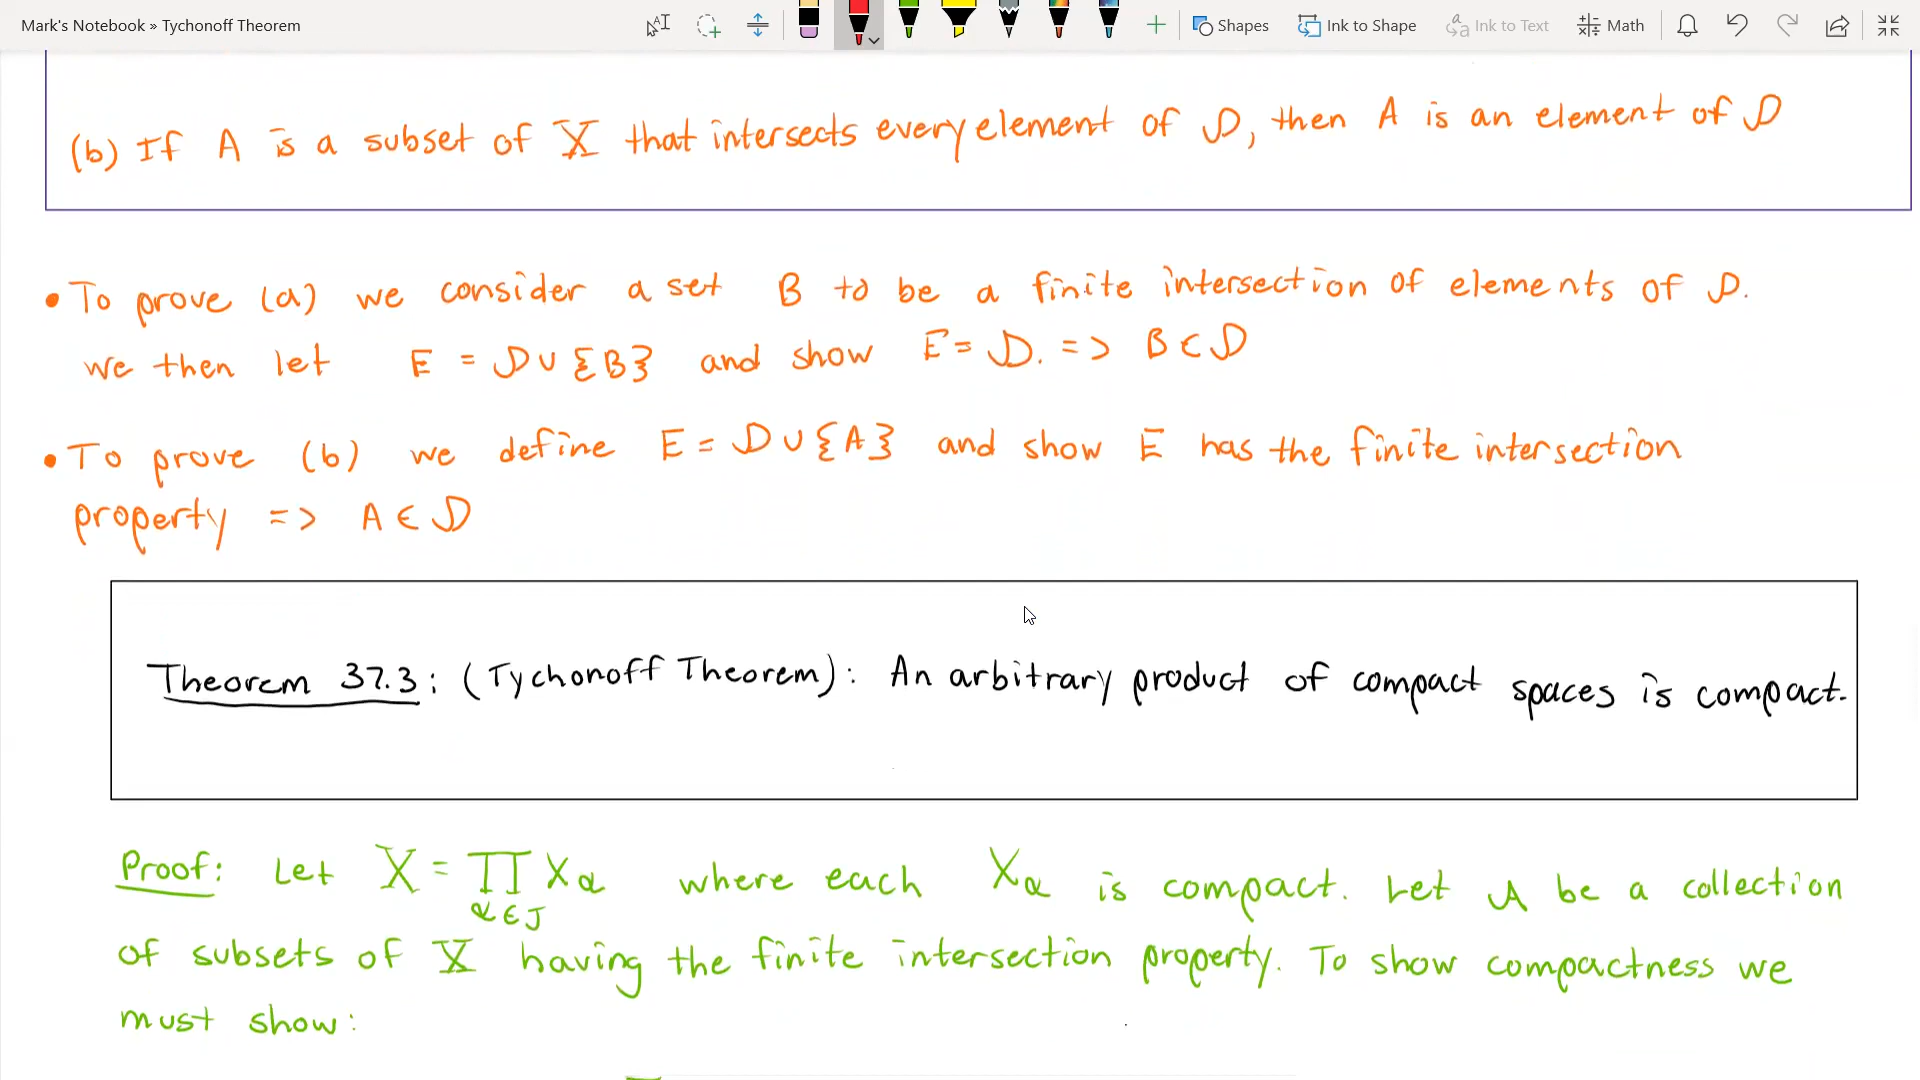 Mark's Notebook » Tychonoff Theorem
Shapes Ink to Shape Ink to Text Math
(b) If A is a subset of X that intersects every element of D, then A is an element of D
• To prove (a) we consider a set B to be a finite intersection of elements of D.
we then let E = D ∪ {B} and show E = D. => B ∈ D
• To prove (b) we define E = D ∪ {A} and show E has the finite intersection
property => A ∈ D
Theorem 37.3: (Tychonoff Theorem): An arbitrary product of compact spaces is compact.
Proof: Let X = ∏ Xα where each Xα is compact. Let A be a collection
α ∈ J
of subsets of X having the finite intersection property. To show compactness we
must show: